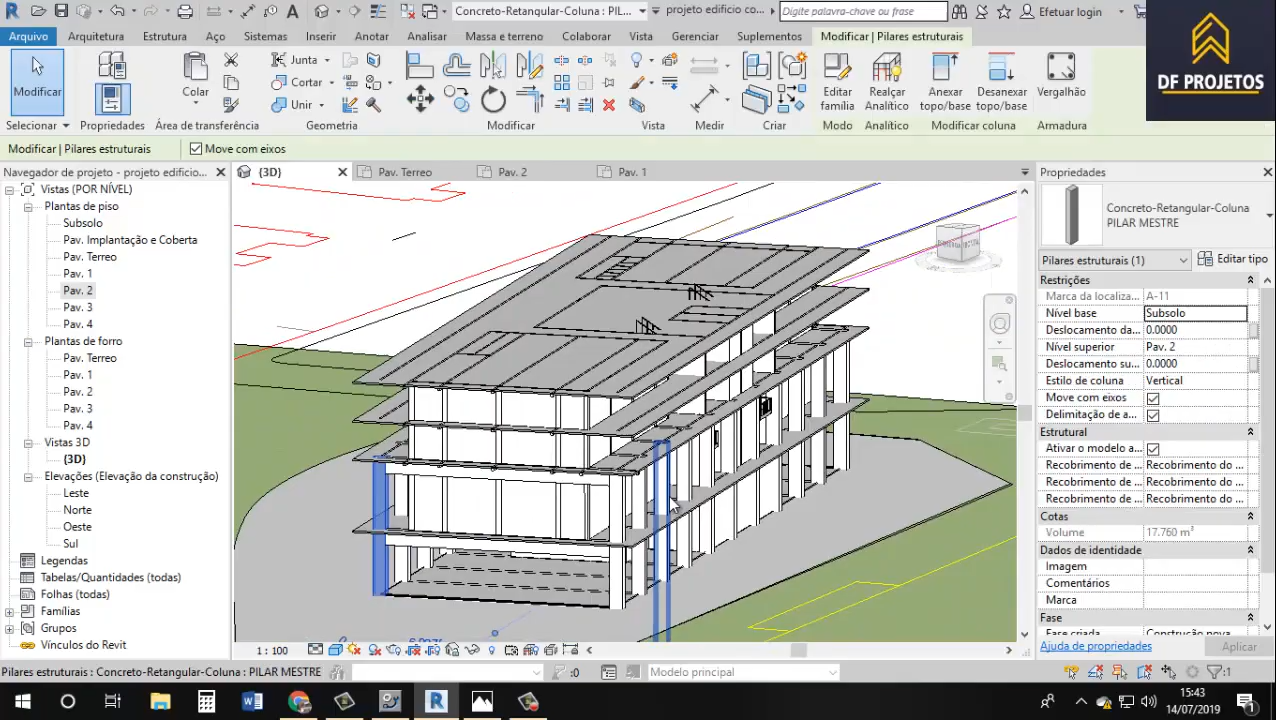 Concreto-Retangular-Coluna : PIL...
projeto edificio co...
Digite palavra-chave ou frase
Efetuar login
Arquivo
Arquitetura
Estrutura
Aço
Sistemas
Inserir
Anotar
Analisar
Massa e terreno
Colaborar
Vista
Gerenciar
Suplementos
Modificar | Pilares estruturais
DF PROJETOS
Modificar
Colar
Junta
Cortar
Unir
Editar família
Realçar Analítico
Anexar topo/base
Desanexar topo/base
Vergalhão
Selecionar
Propriedades
Área de transferência
Geometria
Modificar
Vista
Medir
Criar
Modo
Analítico
Modificar coluna
Armadura
Modificar | Pilares estruturais
Move com eixos
Navegador de projeto - projeto edificio...
Vistas (POR NÍVEL)
Plantas de piso
Subsolo
Pav. Implantação e Coberta
Pav. Terreo
Pav. 1
Pav. 2
Pav. 3
Pav. 4
Plantas de forro
Pav. Terreo
Pav. 1
Pav. 2
Pav. 3
Pav. 4
Vistas 3D
{3D}
Elevações (Elevação da construção)
Leste
Norte
Oeste
Sul
Legendas
Tabelas/Quantidades (todas)
Folhas (todas)
Famílias
Grupos
Vínculos do Revit
{3D}
Pav. Terreo
Pav. 2
Pav. 1
1 : 100
Propriedades
Concreto-Retangular-Coluna
PILAR MESTRE
Pilares estruturais (1)
Editar tipo
Restrições
Marca da localiza... A-11
Nível base Subsolo
Deslocamento da... 0.0000
Nível superior Pav. 2
Deslocamento su... 0.0000
Estilo de coluna Vertical
Move com eixos
Delimitação de a...
Estrutural
Ativar o modelo a...
Recobrimento de ... Recobrimento do ...
Recobrimento de ... Recobrimento do ...
Recobrimento de ... Recobrimento do ...
Cotas
Volume 17.760 m³
Dados de identidade
Imagem
Comentários
Marca
Fase
Fase criada Construção nova
Ajuda de propriedades
Aplicar
Pilares estruturais : Concreto-Retangular-Coluna : PILAR MESTRE
:0
Modelo principal
:1
15:43
14/07/2019
1